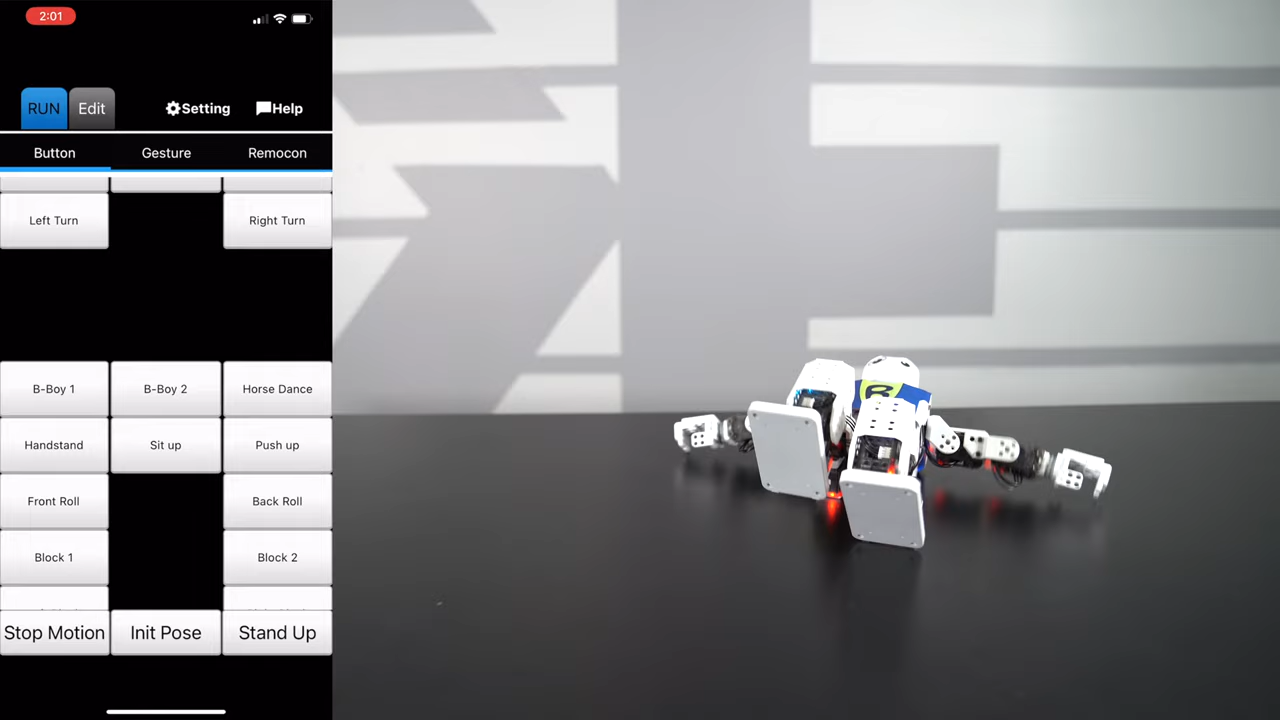 2:01
RUN Edit Setting Help
Button Gesture Remocon
Left Turn Right Turn
B-Boy 1 B-Boy 2 Horse Dance
Handstand Sit up Push up
Front Roll Back Roll
Block 1 Block 2
Stop Motion Init Pose Stand Up